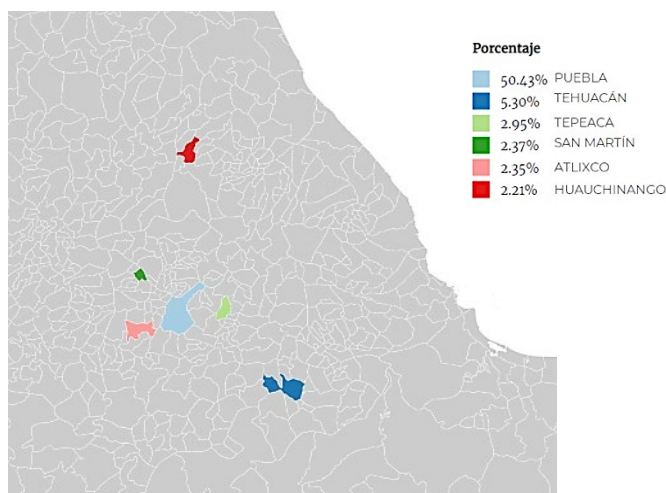 Porcentaje
50.43% PUEBLA
5.30% TEHUACÁN
2.95% TEPEACA
2.37% SAN MARTÍN
2.35% ATLIXCO
2.21% HUAUCHINANGO